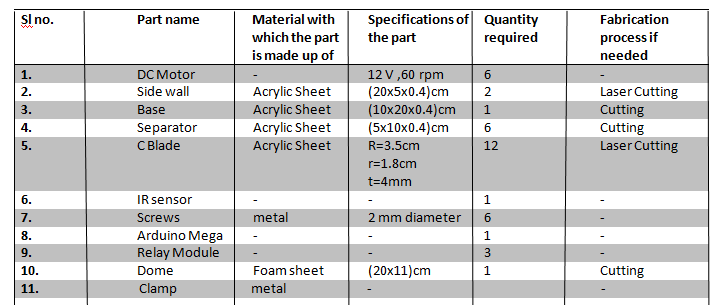 Sl no. Part name Material with which the part is made up of Specifications of the part Quantity required Fabrication process if needed
1. DC Motor - 12 V ,60 rpm 6 -
2. Side wall Acrylic Sheet (20x5x0.4)cm 2 Laser Cutting
3. Base Acrylic Sheet (10x20x0.4)cm 1 Cutting
4. Separator Acrylic Sheet (5x10x0.4)cm 6 Cutting
5. C Blade Acrylic Sheet R=3.5cm 12 Laser Cutting
r=1.8cm
t=4mm
6. IR sensor - - 1 -
7. Screws metal 2 mm diameter 6 -
8. Arduino Mega - - 1 -
9. Relay Module - - 3 -
10. Dome Foam sheet (20x11)cm 1 Cutting
11. Clamp metal - -